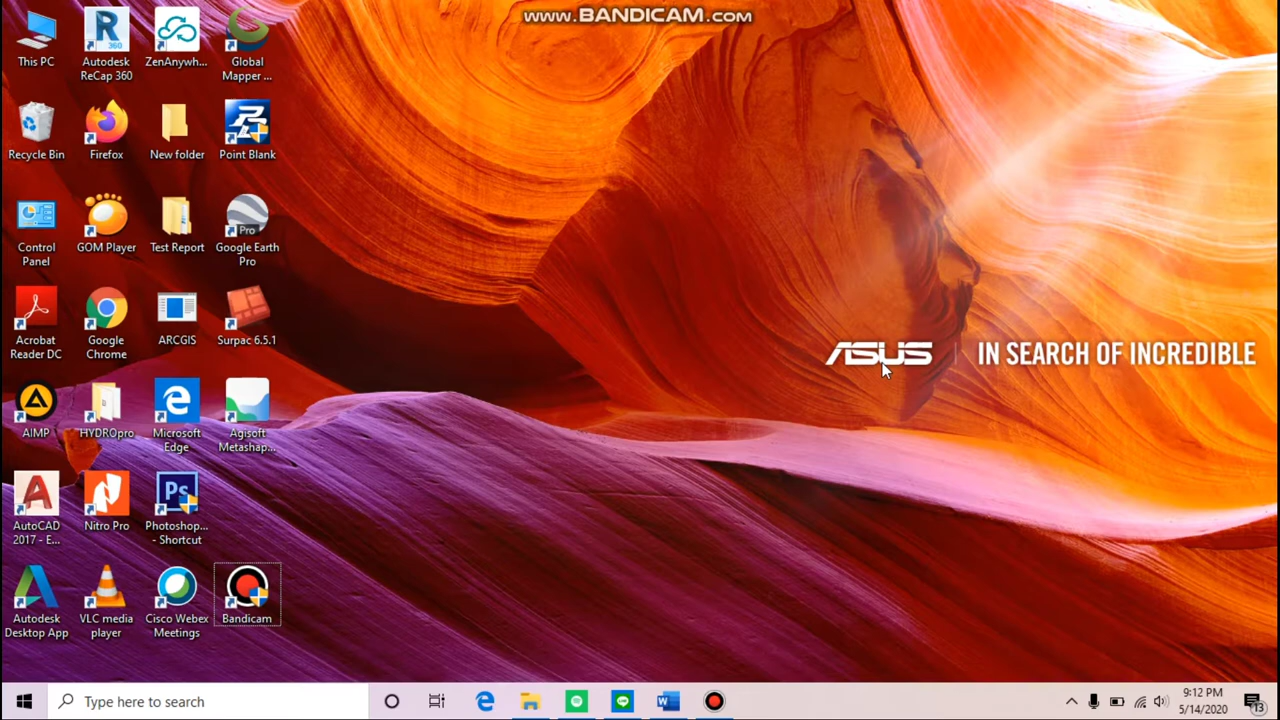 www.BANDICAM.com
This PC
Autodesk
ReCap 360
ZenAnywh...
Global
Mapper ...
Recycle Bin
Firefox
New folder
Point Blank
Control
Panel
GOM Player
Test Report
Google Earth
Pro
Acrobat
Reader DC
Google
Chrome
ARCGIS
Surpac 6.5.1
ASUS
IN SEARCH OF INCREDIBLE
AIMP
HYDROpro
Microsoft
Edge
Agisoft
Metashap...
AutoCAD
2017 - E...
Nitro Pro
Photoshop...
- Shortcut
Autodesk
Desktop App
VLC media
player
Cisco Webex
Meetings
Bandicam
Type here to search
9:12 PM
5/14/2020
13